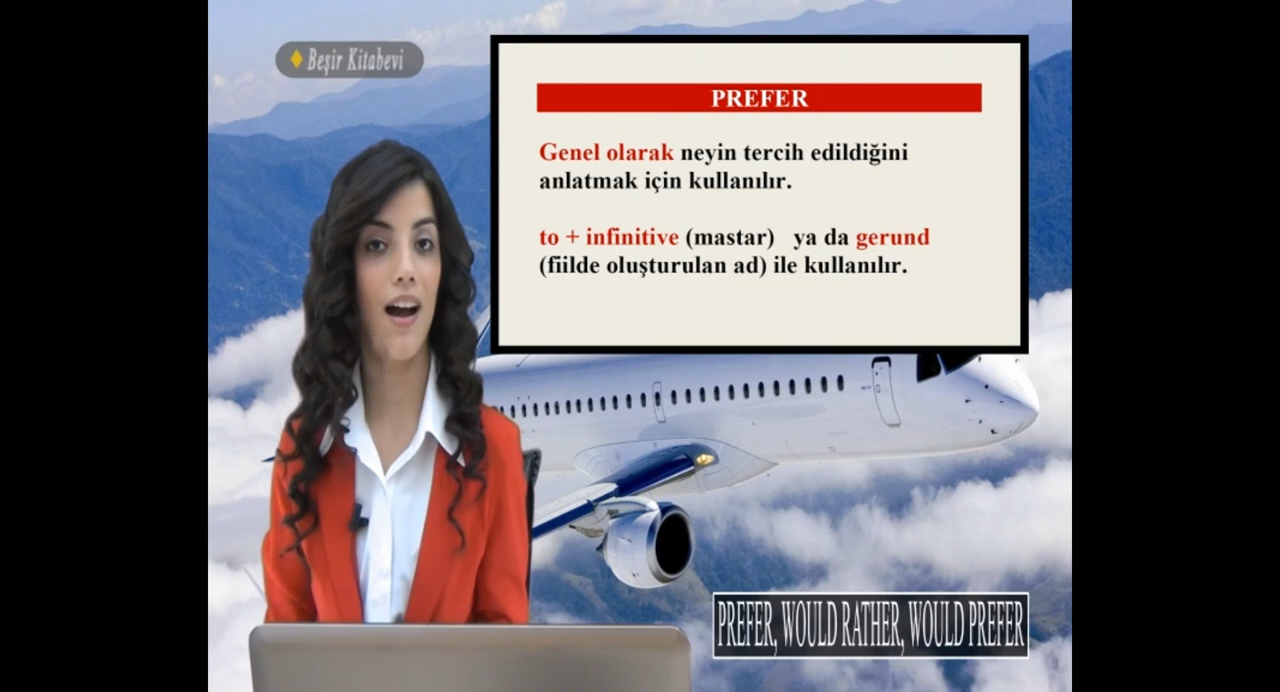 Beşir Kitabevi
PREFER
Genel olarak neyin tercih edildiğini
anlatmak için kullanılır.
to + infinitive (mastar) ya da gerund
(fiilde oluşturulan ad) ile kullanılır.
PREFER, WOULD RATHER, WOULD PREFER